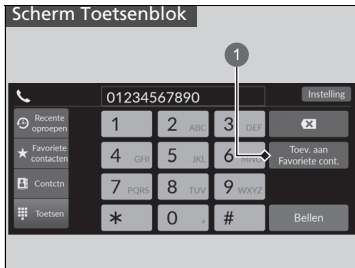 Scherm Toetsenblok
1
01234567890
Instelling
Recente
oproepen
1
2 ABC
3 DEF
Favoriete
contacten
4 GHI
5 JKL
6 MNO
Toev. aan
Favoriete cont.
Contctn
7 PQRS
8 TUV
9 WXYZ
Toetsen
*
0 +
#
Bellen